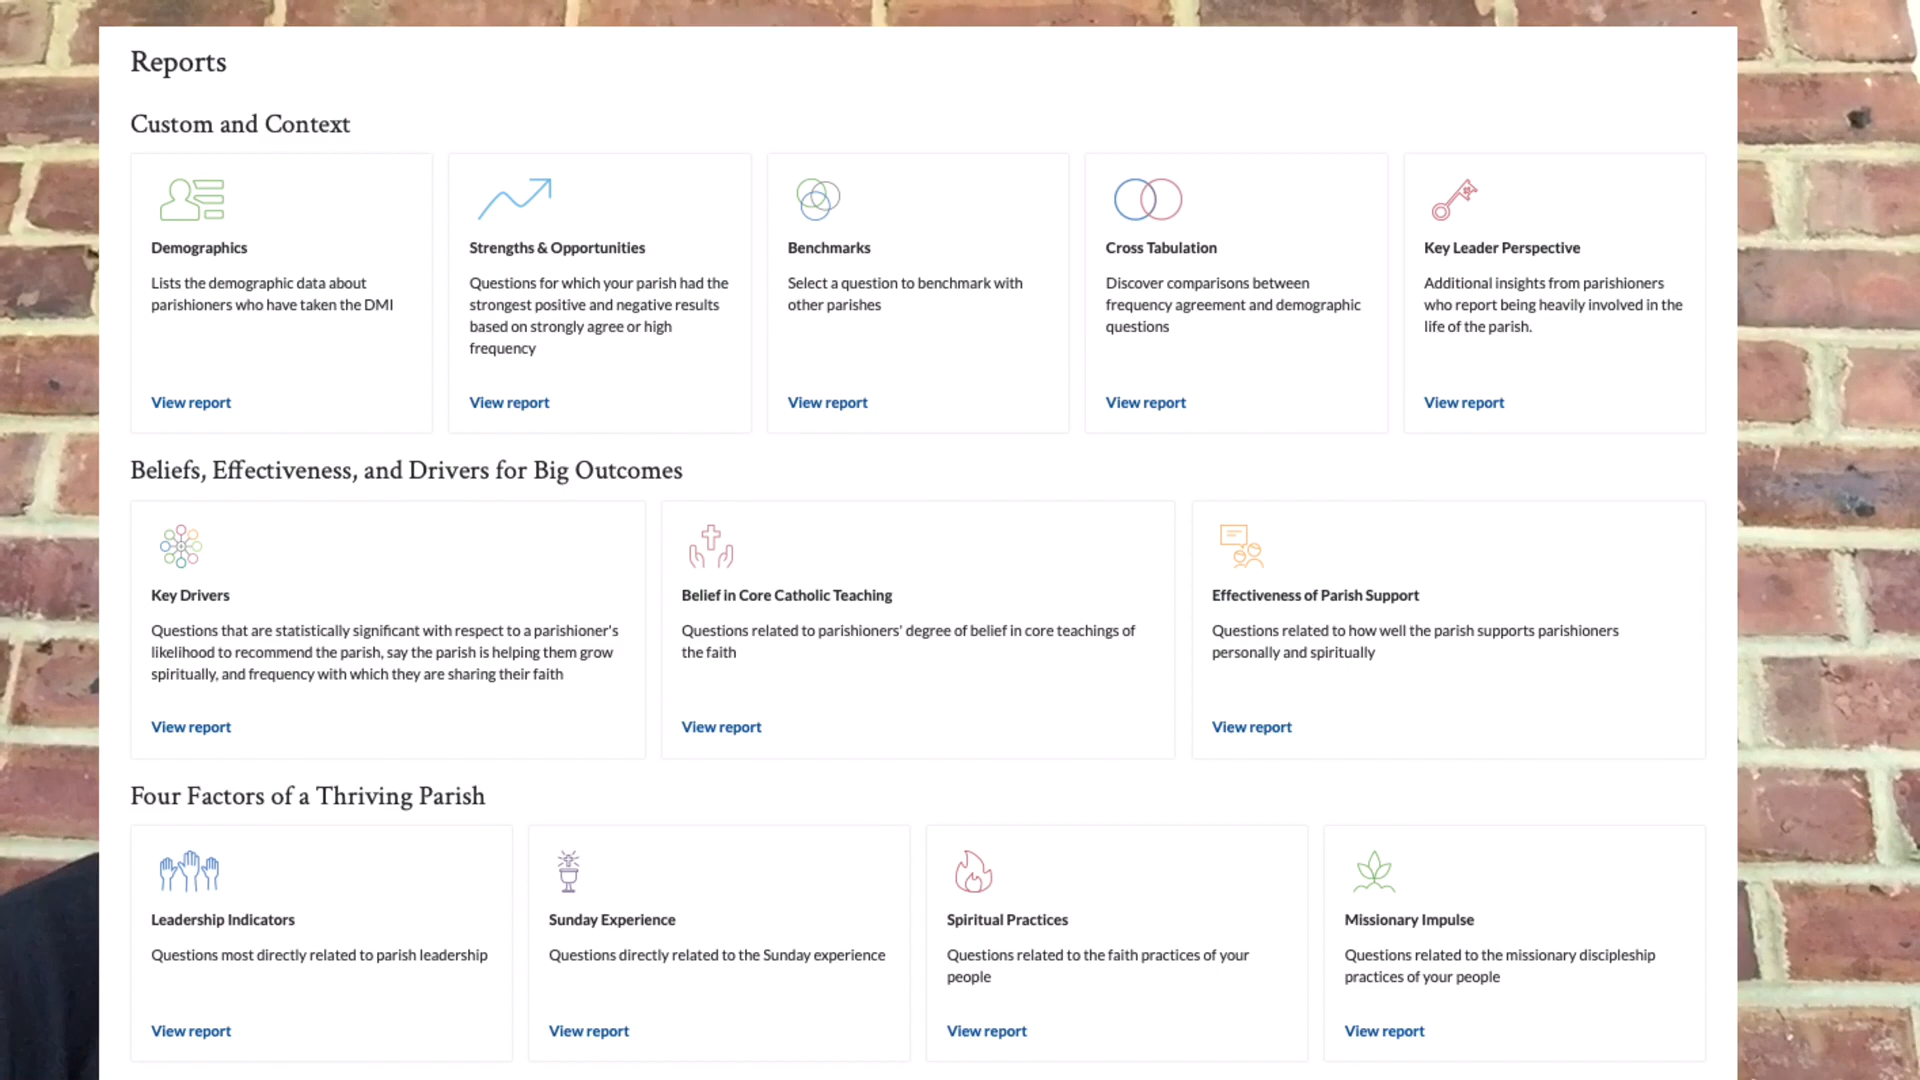 Reports
Custom and Context
Demographics
Lists the demographic data about
parishioners who have taken the DMI
View report
Strengths & Opportunities
Questions for which your parish had the
strongest positive and negative results
based on strongly agree or high
frequency
View report
Benchmarks
Select a question to benchmark with
other parishes
View report
Cross Tabulation
Discover comparisons between
frequency agreement and demographic
questions
View report
Key Leader Perspective
Additional insights from parishioners
who report being heavily involved in the
life of the parish.
View report
Beliefs, Effectiveness, and Drivers for Big Outcomes
Key Drivers
Questions that are statistically significant with respect to a parishioner's
likelihood to recommend the parish, say the parish is helping them grow
spiritually, and frequency with which they are sharing their faith
View report
Belief in Core Catholic Teaching
Questions related to parishioners' degree of belief in core teachings of
the faith
View report
Effectiveness of Parish Support
Questions related to how well the parish supports parishioners
personally and spiritually
View report
Four Factors of a Thriving Parish
Leadership Indicators
Questions most directly related to parish leadership
View report
Sunday Experience
Questions directly related to the Sunday experience
View report
Spiritual Practices
Questions related to the faith practices of your
people
View report
Missionary Impulse
Questions related to the missionary discipleship
practices of your people
View report